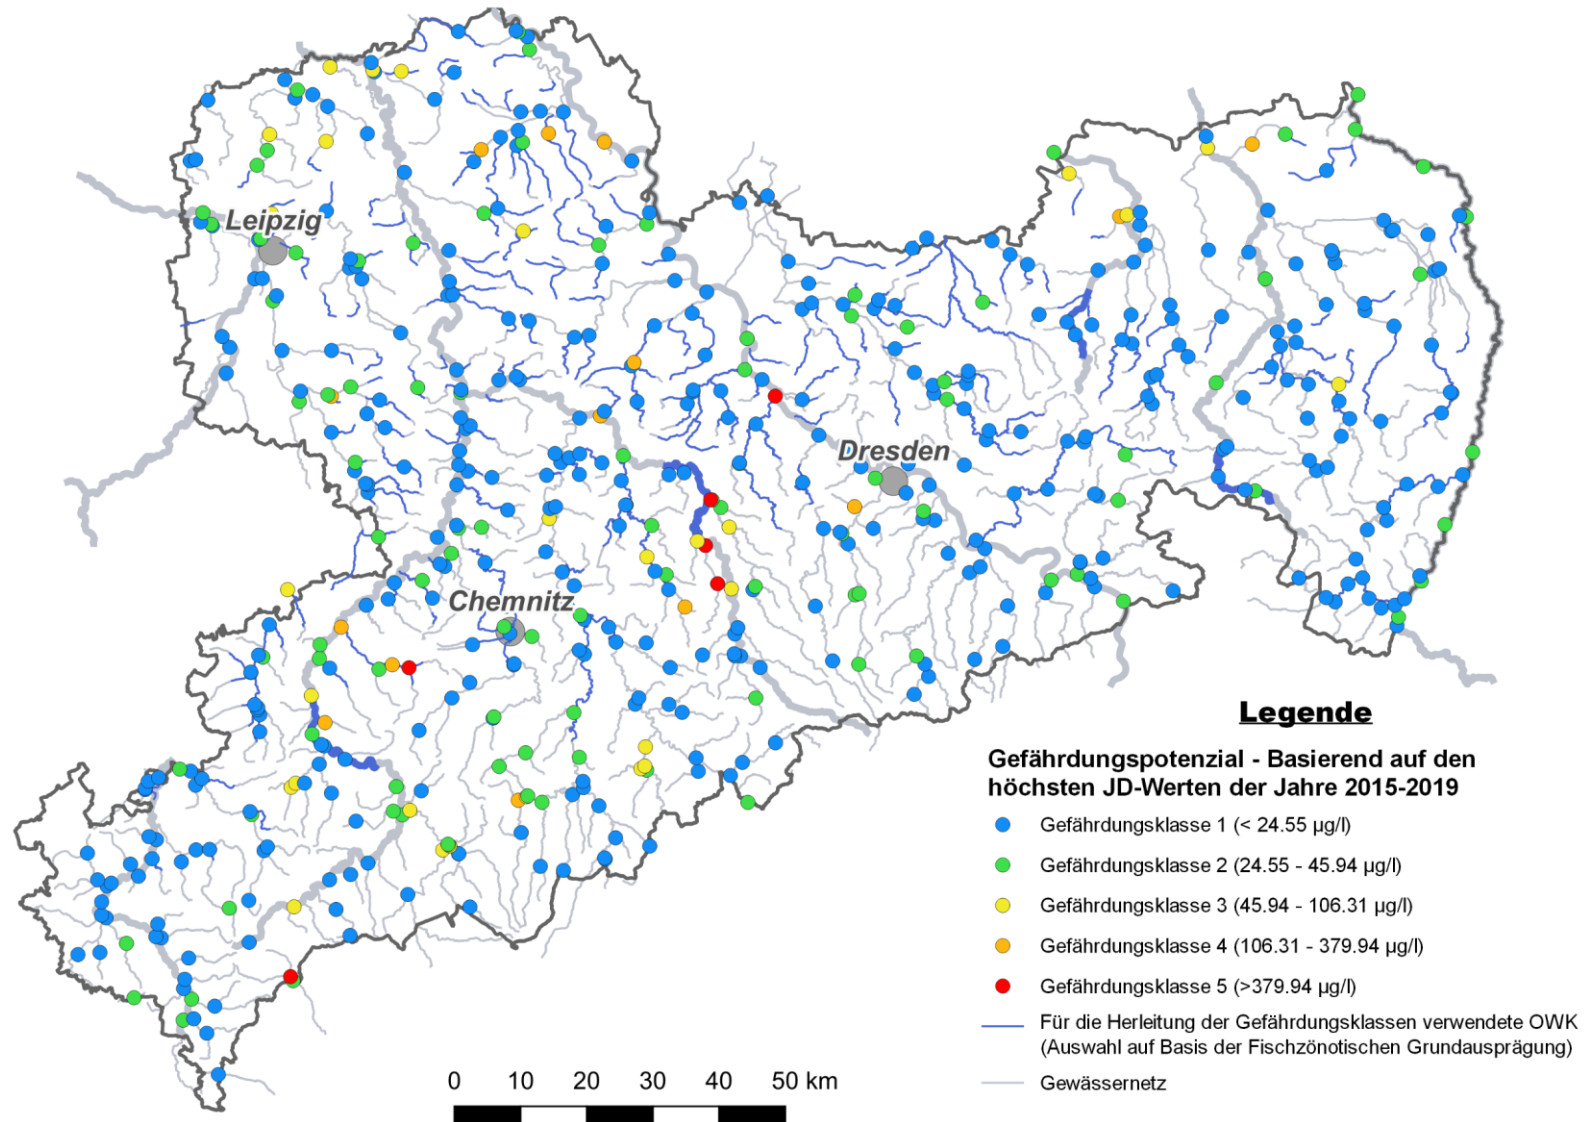 Leipzig
Dresden
Chemnitz
Legende
Gefährdungspotenzial - Basierend auf den
höchsten JD-Werten der Jahre 2015-2019
Gefährdungsklasse 1 (< 24.55 µg/l)
Gefährdungsklasse 2 (24.55 - 45.94 µg/l)
Gefährdungsklasse 3 (45.94 - 106.31 µg/l)
Gefährdungsklasse 4 (106.31 - 379.94 µg/l)
Gefährdungsklasse 5 (>379.94 µg/l)
Für die Herleitung der Gefährdungsklassen verwendete OWK
(Auswahl auf Basis der Fischzönotischen Grundausprägung)
Gewässernetz
0 10 20 30 40 50 km